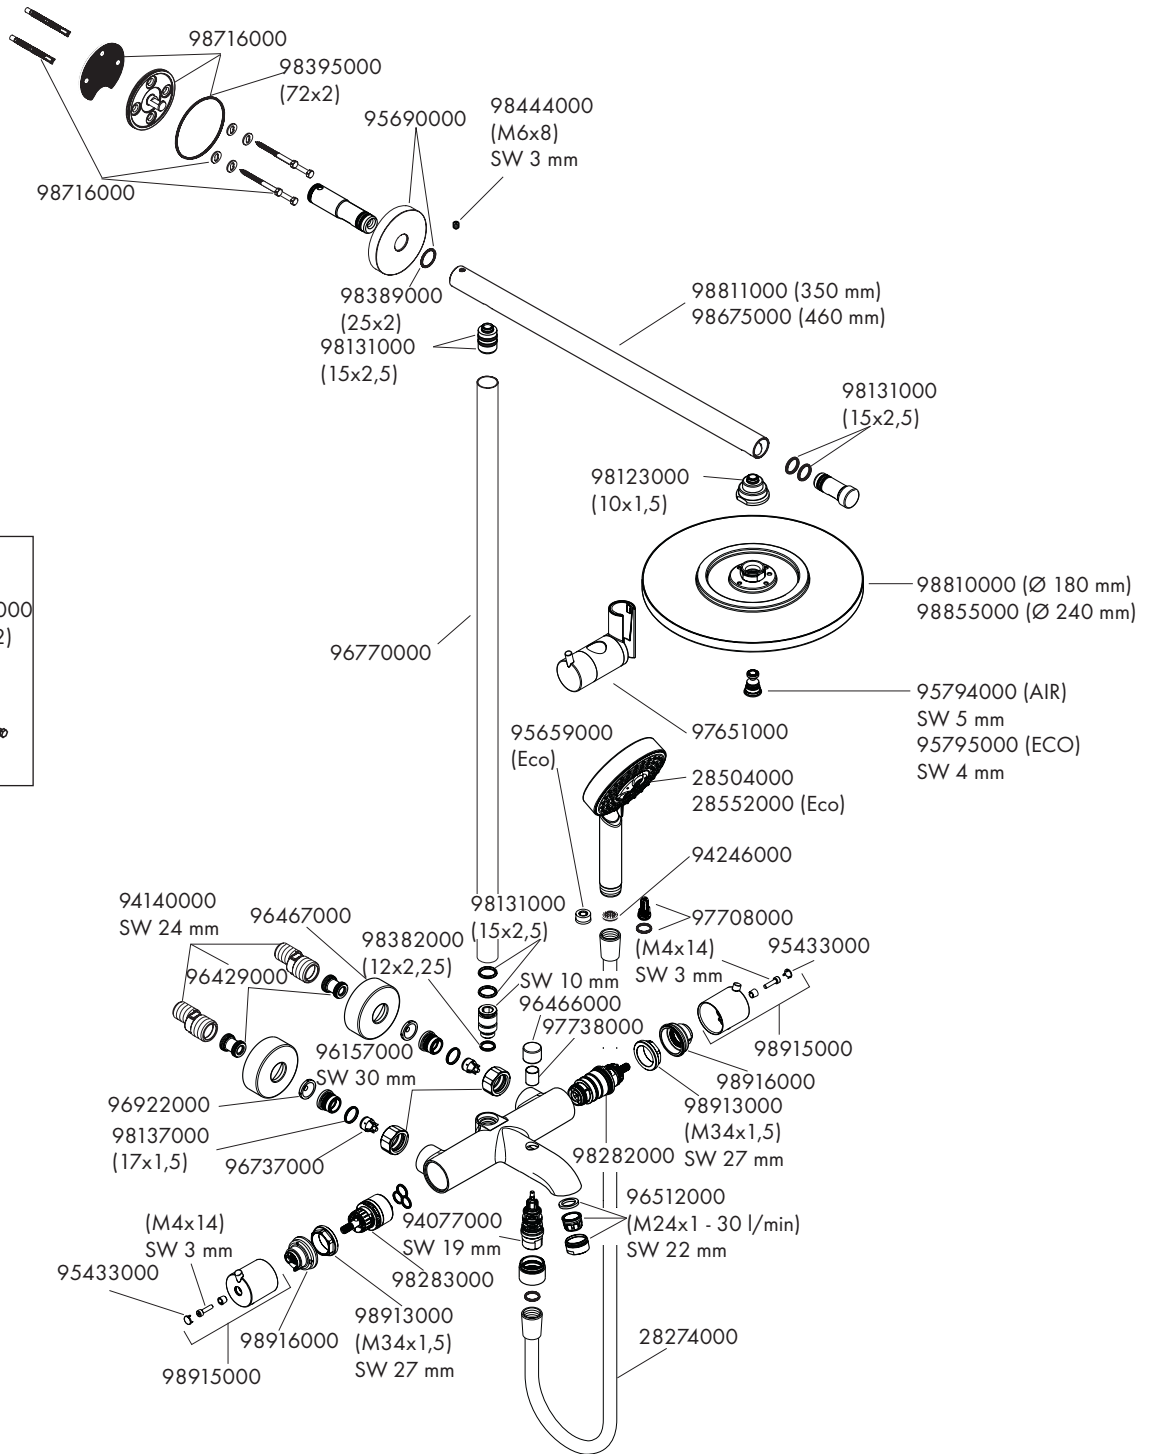 98716000
98395000
(72x2)
98444000
(M6x8)
SW 3 mm
95690000
98716000
98389000
(25x2)
98131000
(15x2,5)
98811000 (350 mm)
98675000 (460 mm)
98131000
(15x2,5)
98123000
(10x1,5)
98810000 (Ø 180 mm)
98855000 (Ø 240 mm)
96770000
95794000 (AIR)
SW 5 mm
95795000 (ECO)
SW 4 mm
97651000
95659000
(Eco)
28504000
28552000 (Eco)
94246000
97708000
94140000
SW 24 mm
96467000
96429000
98382000
(12x2,25)
98131000
(15x2,5)
SW 10 mm
96466000
97738000
(M4x14)
SW 3 mm
95433000
98915000
98916000
98913000
(M34x1,5)
SW 27 mm
96157000
SW 30 mm
96922000
98137000
(17x1,5)
96737000
98282000
96512000
(M24x1 - 30 l/min)
SW 22 mm
94077000
SW 19 mm
98283000
(M4x14)
SW 3 mm
95433000
98913000
(M34x1,5)
SW 27 mm
98916000
98915000
28274000